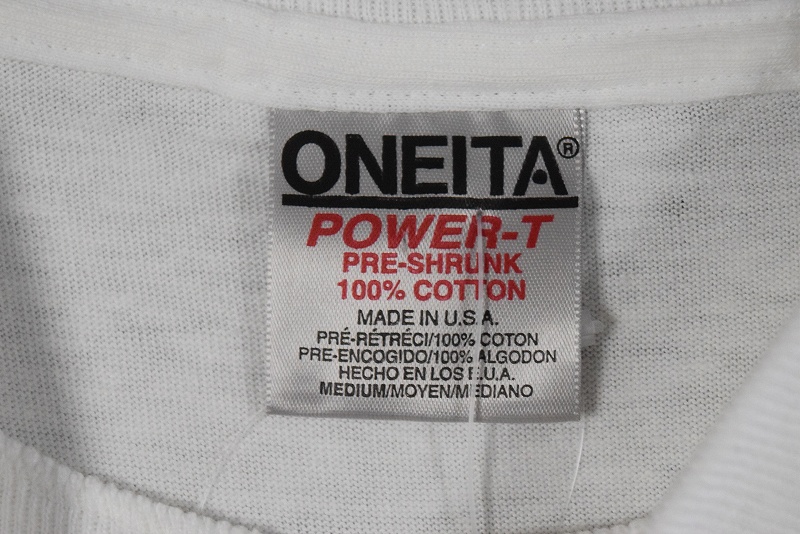 ONEITA®
POWER-T
PRE-SHRUNK
100% COTTON
MADE IN U.S.A.
PRÉ-RÉTRÉCI/100% COTON
PRE-ENCOGIDO/100% ALGODON
HECHO EN LOS E.U.A.
MEDIUM/MOYEN/MEDIANO